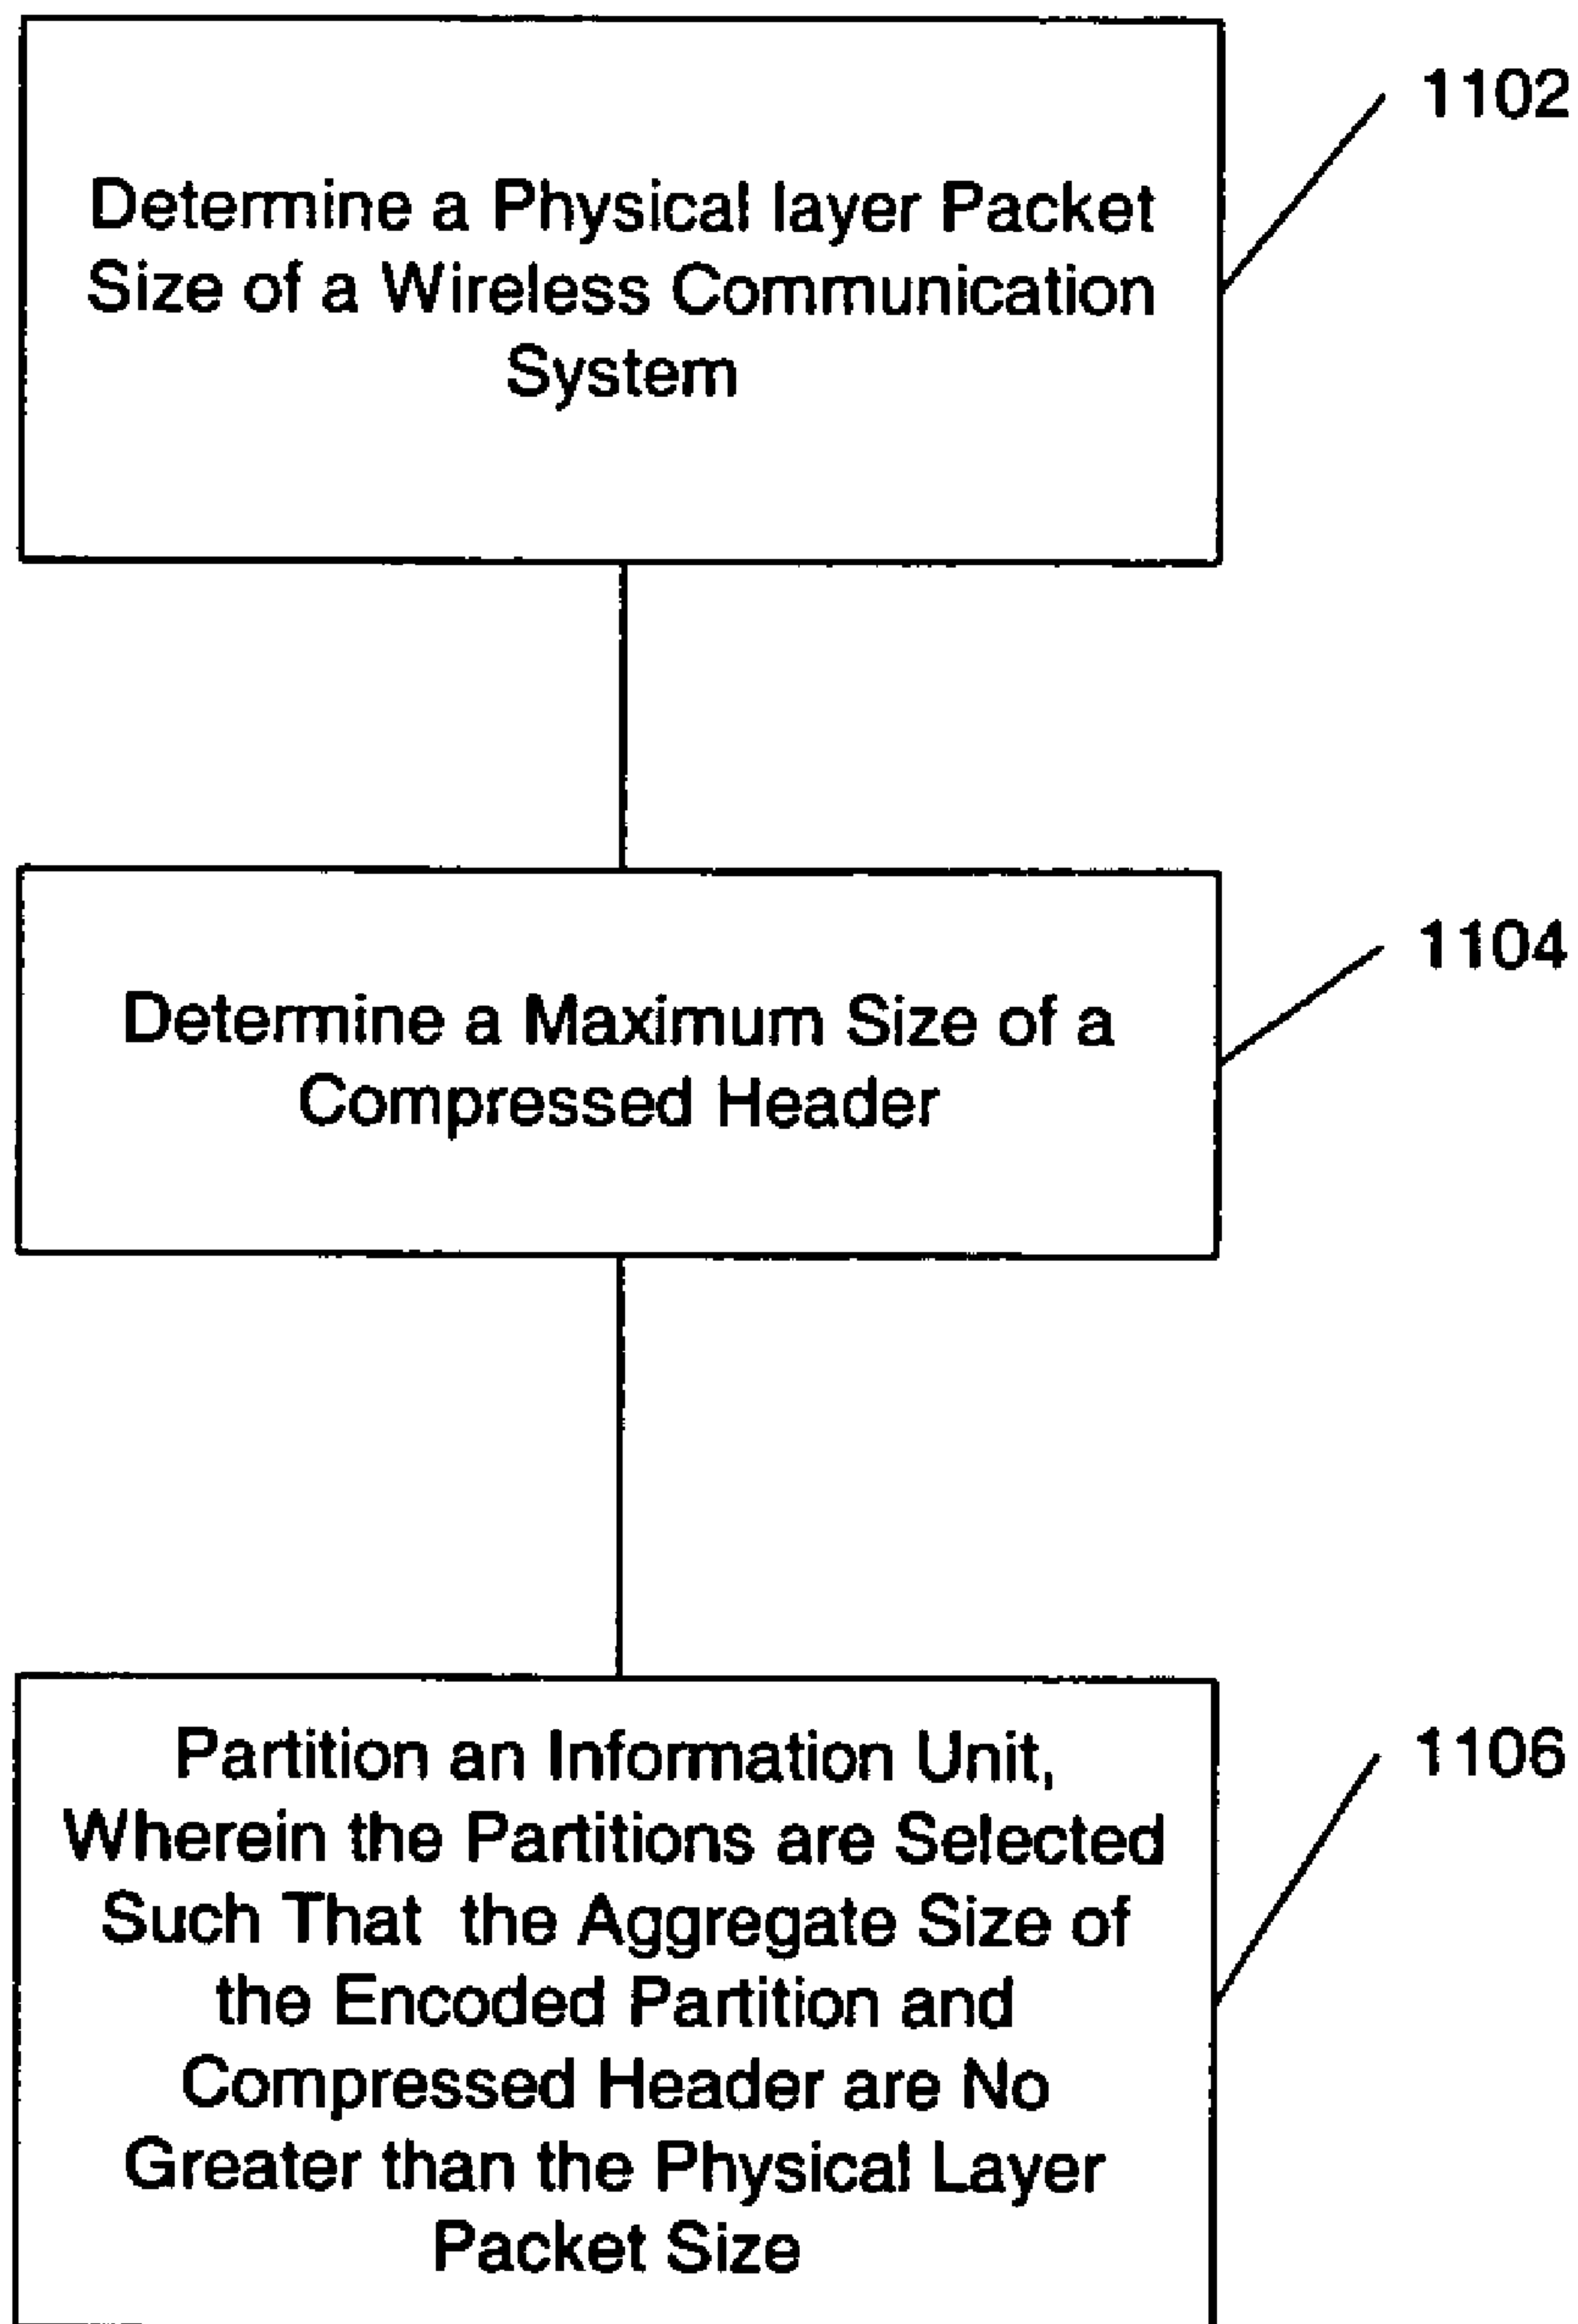 1102
Determine a Physical layer Packet
Size of a Wireless Communication
System
1104
Determine a Maximum Size of a
Compressed Header
1106
Partition an Information Unit,
Wherein the Partitions are Selected
Such That the Aggregate Size of
the Encoded Partition and
Compressed Header are No
Greater than the Physical Layer
Packet Size